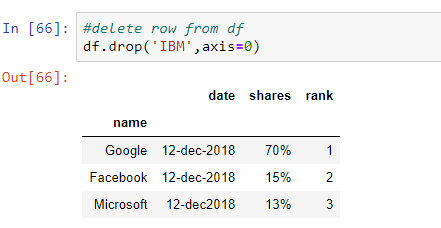 In [66]: #delete row from df
df.drop('IBM',axis=0)
Out[66]:
date shares rank
name
Google 12-dec-2018 70% 1
Facebook 12-dec-2018 15% 2
Microsoft 12-dec2018 13% 3